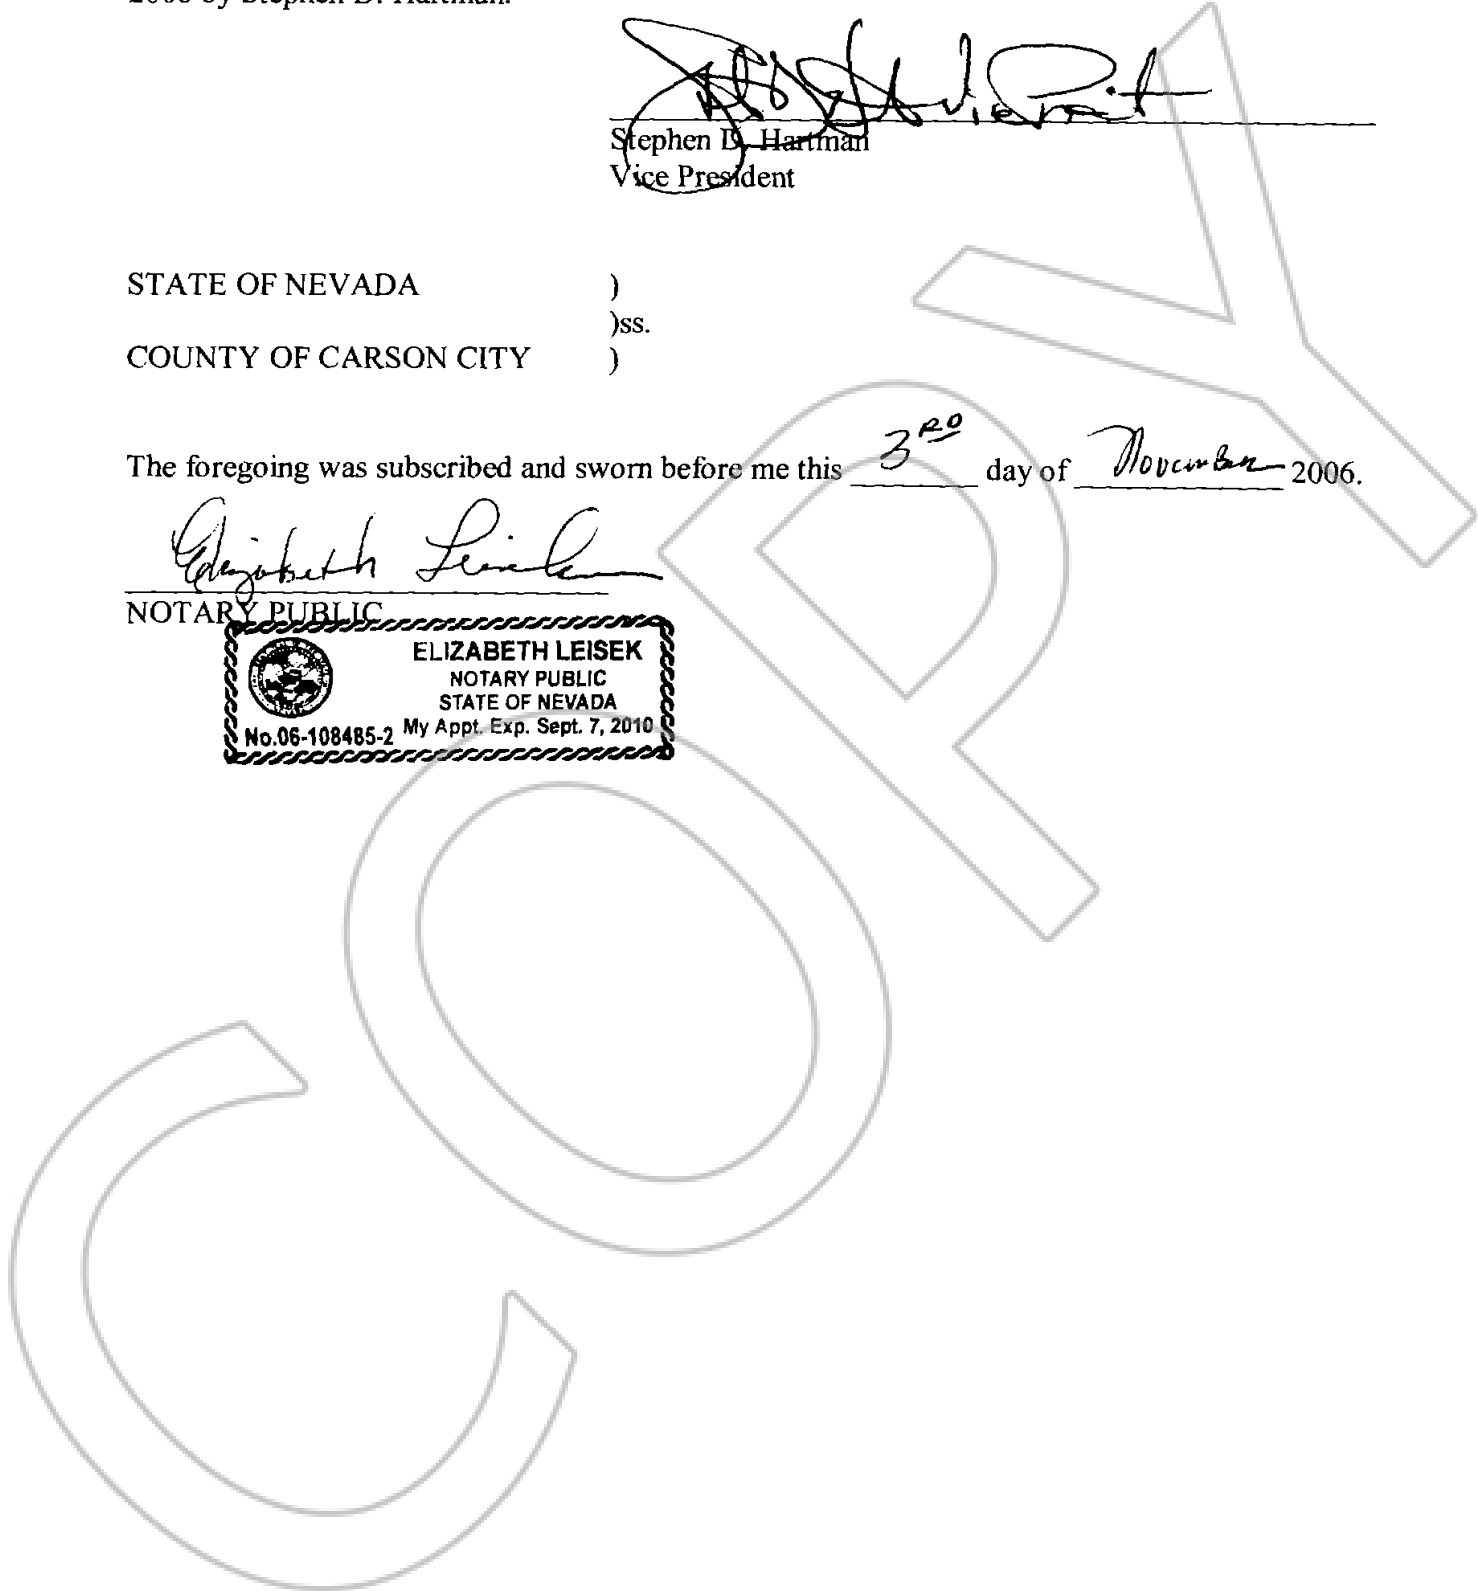 2006 by Stephen D. Hartman.
Stephen D. Hartman
Vice President
STATE OF NEVADA )
)ss.
COUNTY OF CARSON CITY )
The foregoing was subscribed and sworn before me this 3RD day of November 2006.
Elizabeth Leisek
NOTARY PUBLIC
ELIZABETH LEISEK
NOTARY PUBLIC
STATE OF NEVADA
No.06-108485-2 My Appt. Exp. Sept. 7, 2010
COPY